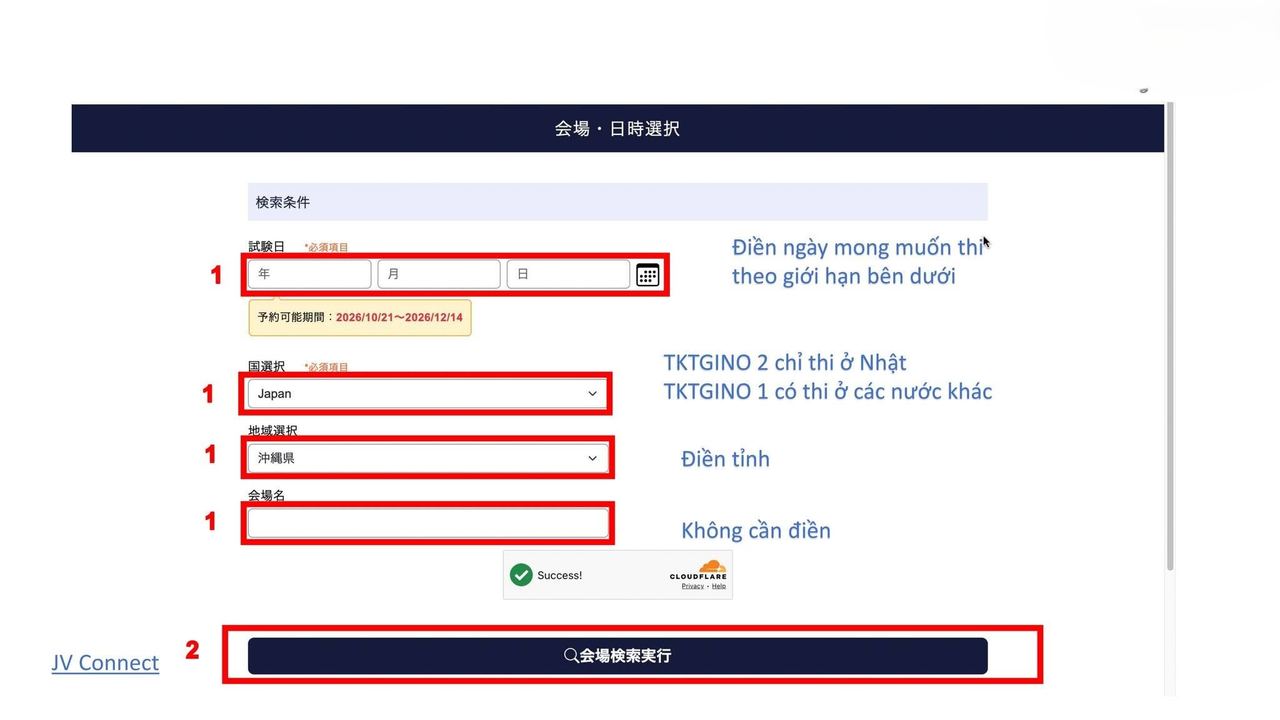 会場・日時選択
検索条件
試験日 *必須項目
Điền ngày mong muốn thi
theo giới hạn bên dưới
1
年 月 日
予約可能期間：2026/10/21～2026/12/14
国選択 *必須項目
TKTGINO 2 chỉ thi ở Nhật
TKTGINO 1 có thi ở các nước khác
1
Japan
地域選択
1
沖縄県
Điền tỉnh
会場名
1
Không cần điền
Success!
CLOUDFLARE
Privacy • Help
2
会場検索実行
JV Connect